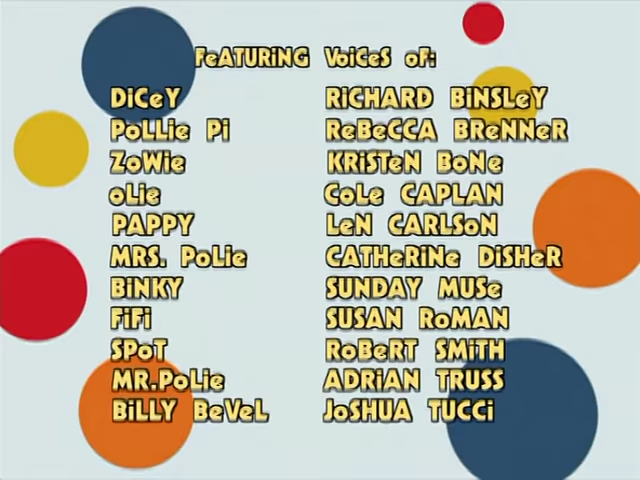 FeATURiNG VoiCeS oF:
DiCeY RiCHARD BiNSLeY
PoLLie Pi ReBeCCA BReNNeR
ZoWie KRiSTeN BoNe
oLie CoLe CAPLAN
PAPPY LeN CARLSoN
MRS. PoLie CATHeRiNe DiSHeR
BiNKY SUNDAY MUSe
FiFi SUSAN RoMAN
SPoT RoBeRT SMiTH
MR.PoLie ADRiAN TRUSS
BiLLY BeVeL JoSHUA TUCCi